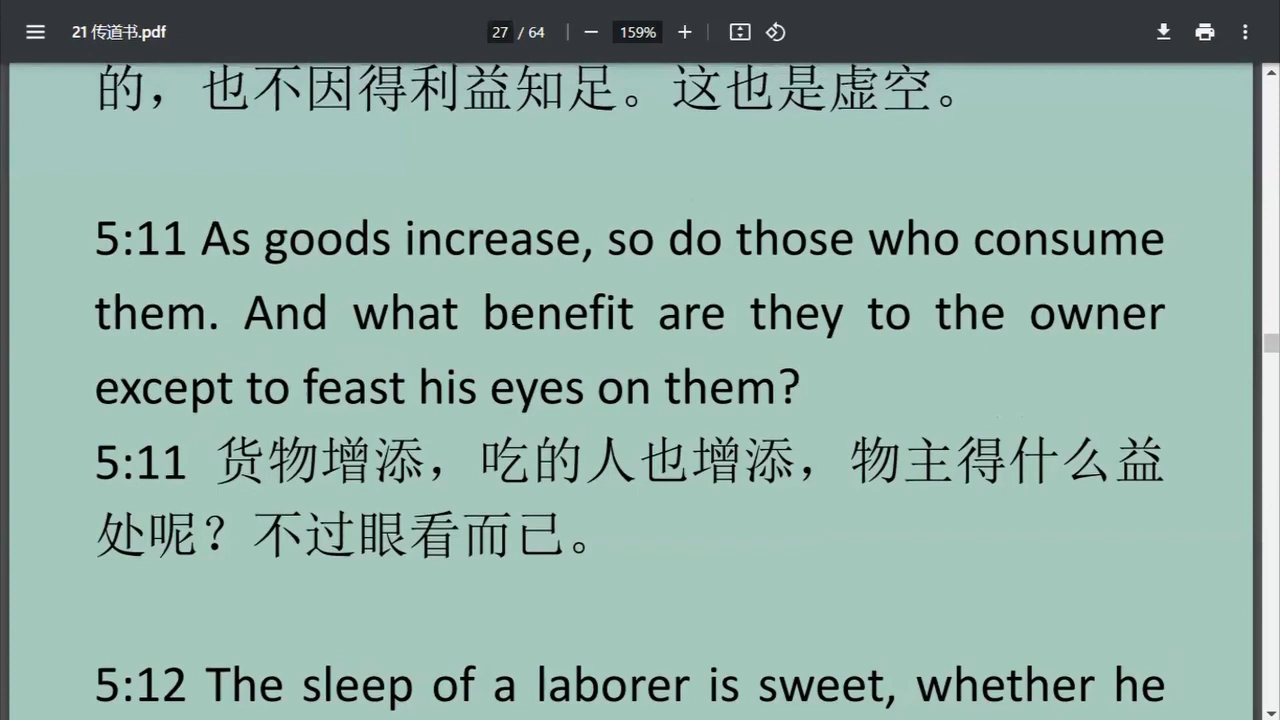 21 传道书.pdf
27 / 64
159%
的，也不因得利益知足。这也是虚空。
5:11 As goods increase, so do those who consume
them. And what benefit are they to the owner
except to feast his eyes on them?
5:11 货物增添，吃的人也增添，物主得什么益
处呢？不过眼看而已。
5:12 The sleep of a laborer is sweet, whether he